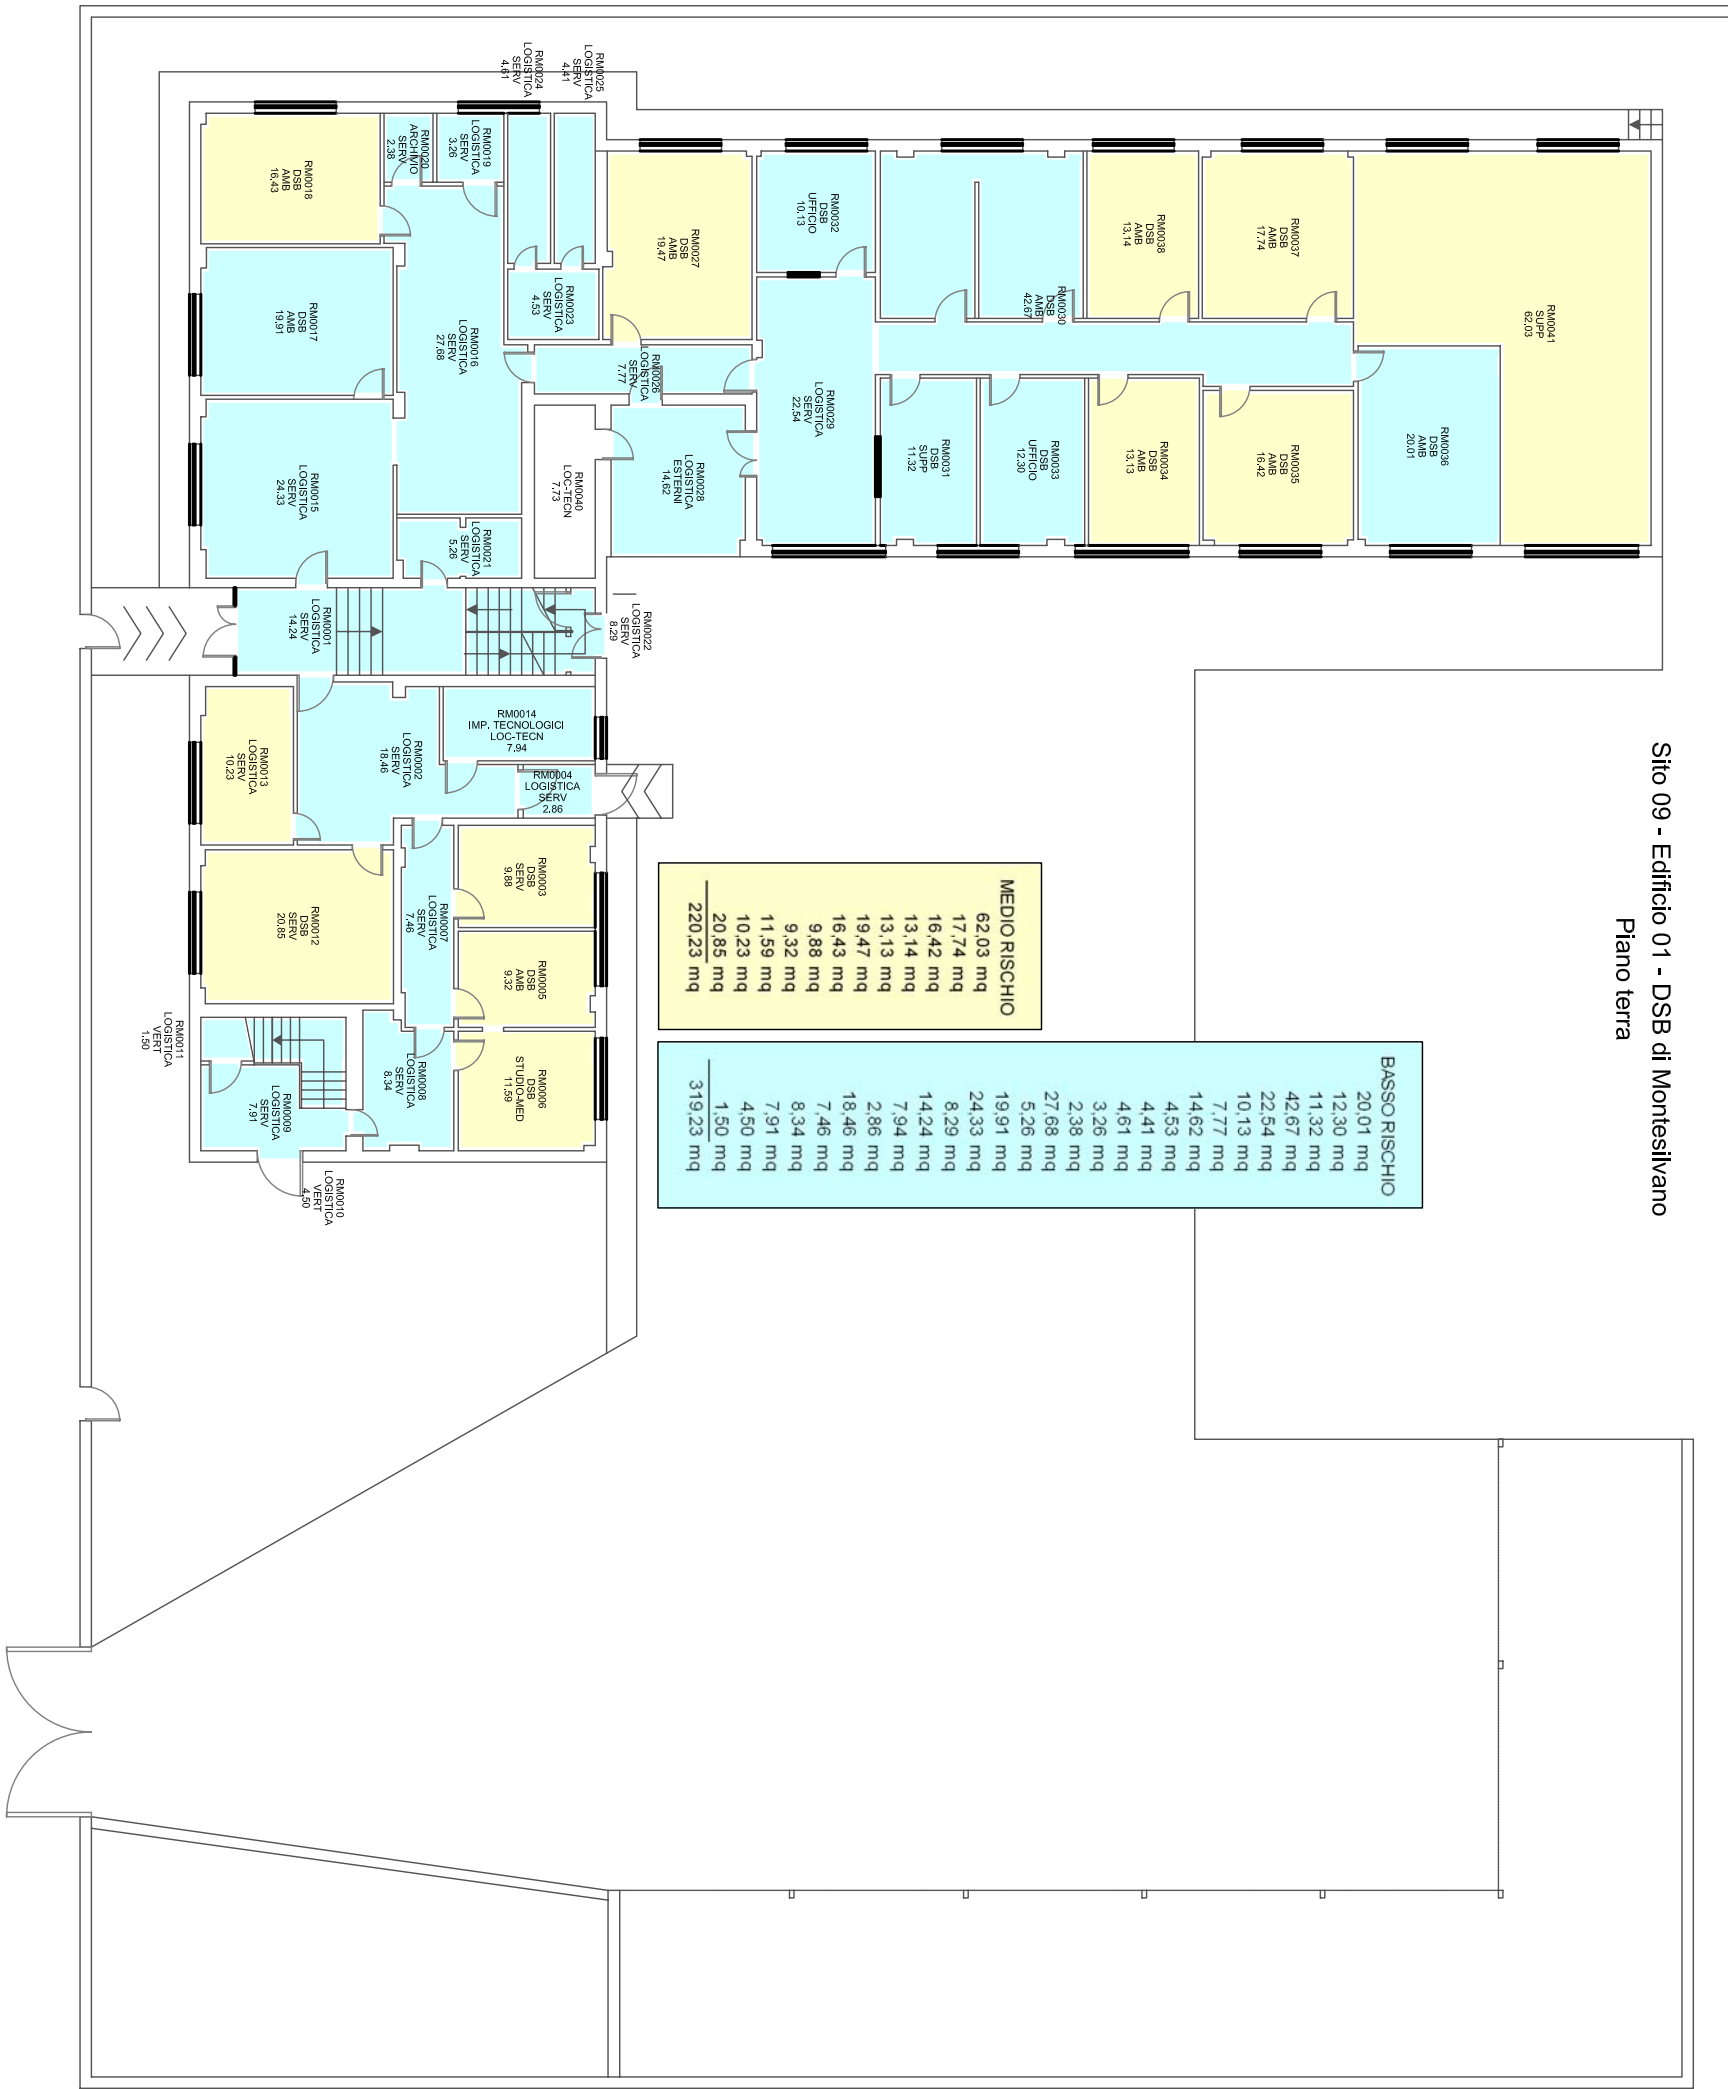 Sito 09 - Edificio 01 - DSB di Montesilvano
Piano terra
RM0041
SUPP
62.03
RM0037
DSB
AMB
17.74
RM0036
DSB
AMB
20.01
RM0035
DSB
AMB
16.42
RM0038
DSB
AMB
13.14
RM0034
DSB
AMB
13.13
RM0030
DSB
AMB
42.67
RM0033
DSB
UFFICIO
12.30
RM0031
DSB
SUPP
11.32
RM0032
DSB
UFFICIO
10.13
RM0029
LOGISTICA
SERV
22.54
RM0027
DSB
AMB
19.47
RM0026
LOGISTICA
SERV
7.77
RM0028
LOGISTICA
ESTERNI
14.62
RM0025
LOGISTICA
SERV
4.41
RM0024
LOGISTICA
SERV
4.61
RM0023
LOGISTICA
SERV
4.53
RM0040
LOC-TECN
7.73
RM0019
LOGISTICA
SERV
3.26
RM0020
ARCHIVIO
SERV
2.38
RM0016
LOGISTICA
SERV
27.68
RM0021
LOGISTICA
SERV
5.26
RM0022
LOGISTICA
SERV
8.29
RM0018
DSB
AMB
16.43
RM0017
DSB
AMB
19.91
RM0015
LOGISTICA
SERV
24.33
RM0001
LOGISTICA
SERV
14.24
RM0014
IMP. TECNOLOGICI
LOC-TECN
7.94
RM0004
LOGISTICA
SERV
2.86
RM0002
LOGISTICA
SERV
18.46
RM0013
LOGISTICA
SERV
10.23
RM0003
DSB
SERV
9.88
RM0007
LOGISTICA
SERV
7.46
RM0012
DSB
SERV
20.85
RM0005
DSB
AMB
9.32
RM0006
DSB
STUDIO-MED
11.59
RM0008
LOGISTICA
SERV
8.34
RM0009
LOGISTICA
SERV
7.91
RM0011
LOGISTICA
VERT
1.50
RM0010
LOGISTICA
VERT
4.50
MEDIO RISCHIO
62,03 mq
17,74 mq
16,42 mq
13,14 mq
13,13 mq
19,47 mq
16,43 mq
9,88 mq
9,32 mq
11,59 mq
10,23 mq
20,85 mq
220,23 mq
BASSO RISCHIO
20,01 mq
12,30 mq
11,32 mq
42,67 mq
22,54 mq
10,13 mq
7,77 mq
14,62 mq
4,53 mq
4,41 mq
4,61 mq
3,26 mq
2,38 mq
27,68 mq
5,26 mq
19,91 mq
24,33 mq
8,29 mq
14,24 mq
7,94 mq
2,86 mq
18,46 mq
7,46 mq
8,34 mq
7,91 mq
4,50 mq
1,50 mq
319,23 mq